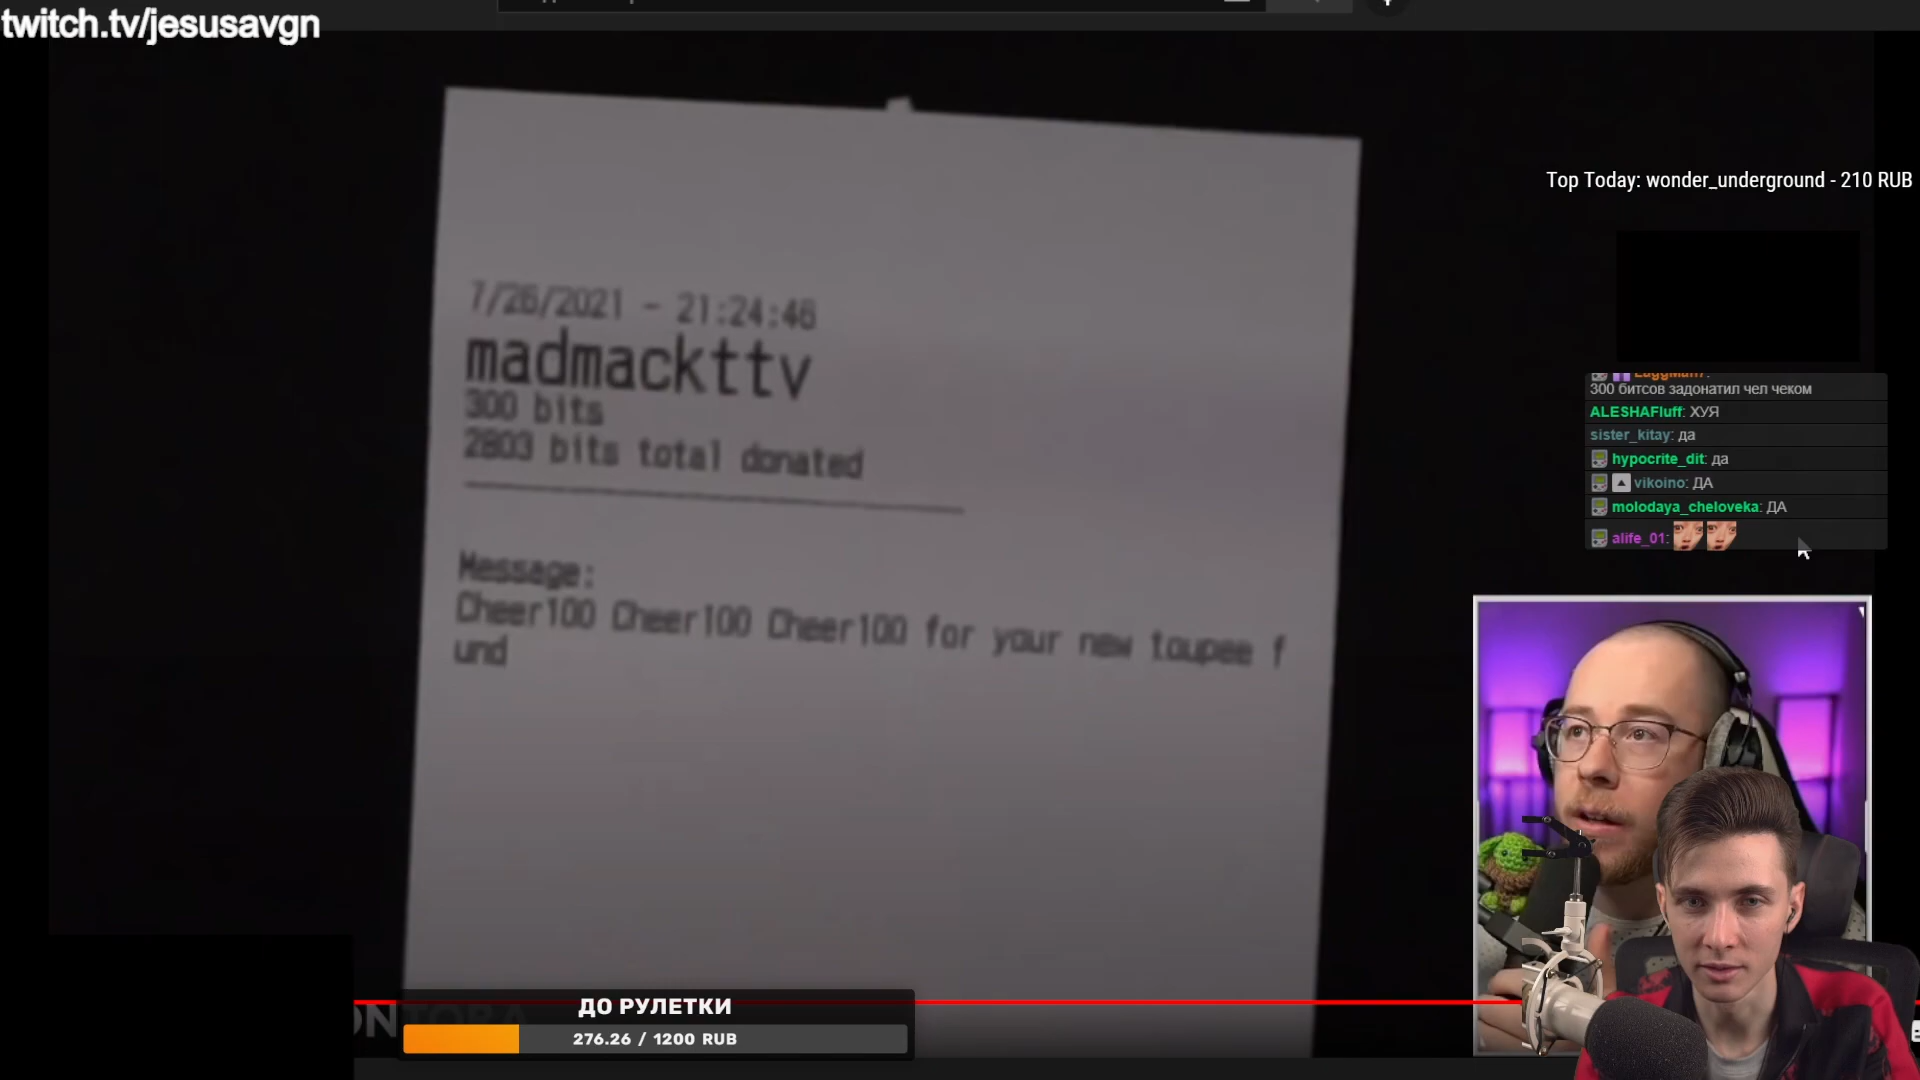 twitch.tv/jesusavgn
Top Today: wonder_underground - 210 RUB
7/26/2021 - 21:24:46
madmackttv
300 bits
2803 bits total donated
Message:
Cheer100 Cheer100 Cheer100 for your new toupee f
und
300 битсов задонатил чел чеком
ALESHAFluff: ХУЯ
sister_kitay: да
hypocrite_dit: да
vikoino: ДА
molodaya_cheloveka: ДА
alife_01:
ДО РУЛЕТКИ
276.26 / 1200 RUB